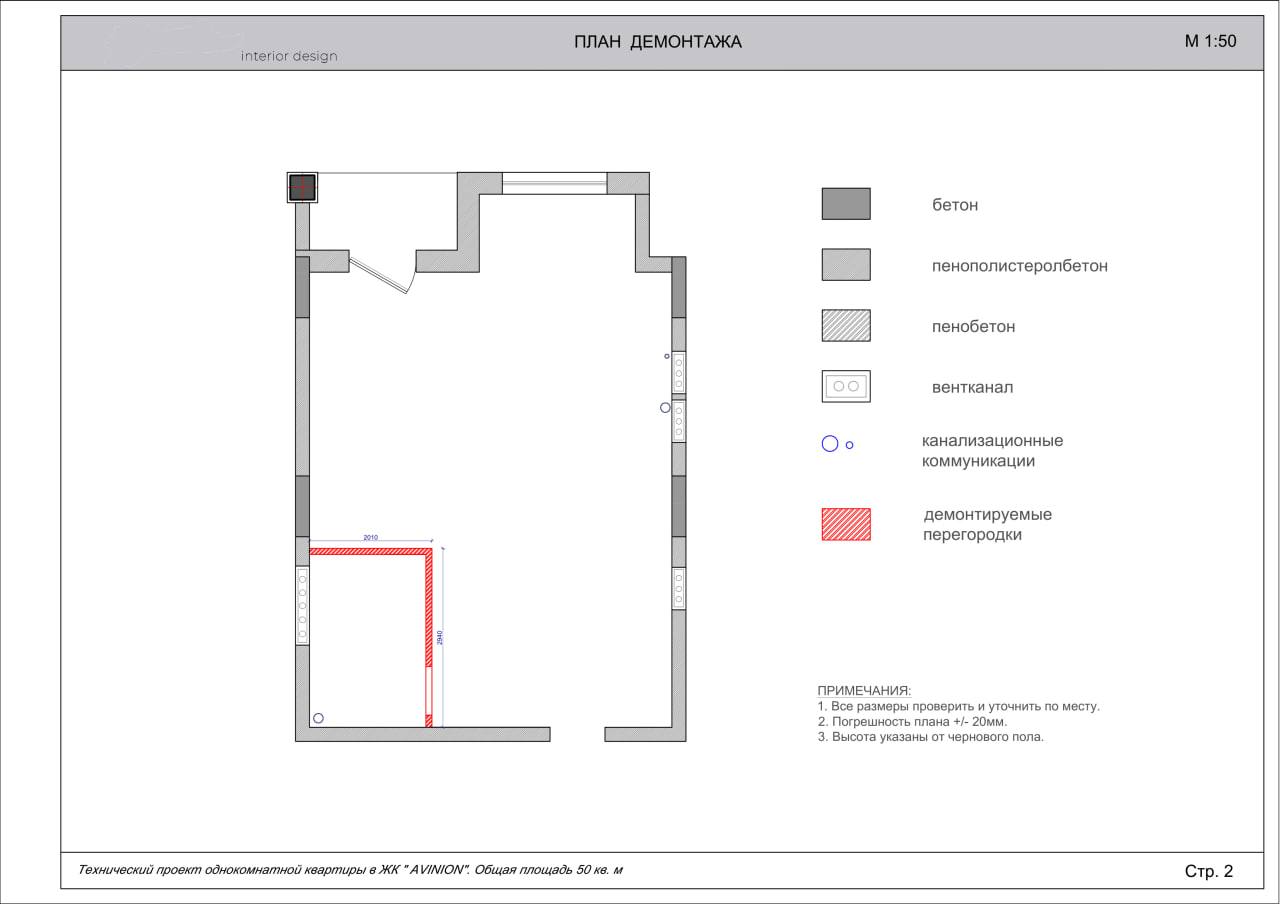 interior design
ПЛАН ДЕМОНТАЖА
М 1:50
бетон
пенополистеролбетон
пенобетон
вентканал
канализационные
коммуникации
демонтируемые
перегородки
2010
2940
ПРИМЕЧАНИЯ:
1. Все размеры проверить и уточнить по месту.
2. Погрешность плана +/- 20мм.
3. Высота указаны от чернового пола.
Технический проект однокомнатной квартиры в ЖК " AVINION". Общая площадь 50 кв. м
Стр. 2